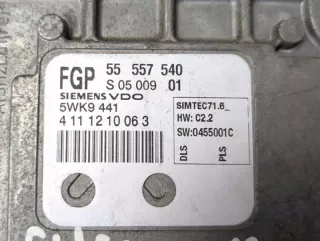 FGP 55 557 540
S 05 009 01
SIEMENS VDO
5WK9 441
4 11 12 10 06 3
SIMTEC71.6_
HW: C2.2
SW:0455001C
DLS
PLS